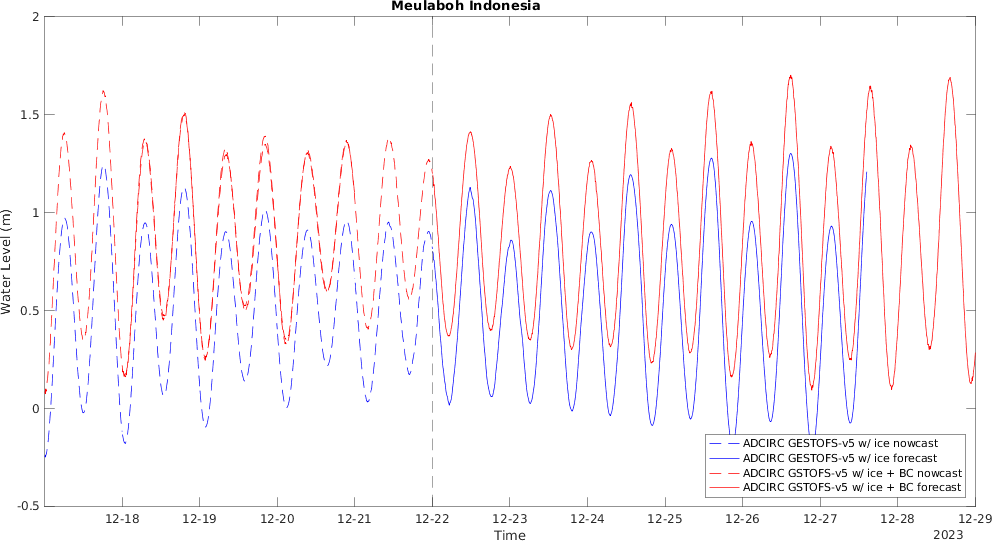 Meulaboh Indonesia
2
1.5
1
0.5
0
-0.5
Water Level (m)
12-18
12-19
12-20
12-21
12-22
12-23
12-24
12-25
12-26
12-27
12-28
12-29
Time
2023
ADCIRC GESTOFS-v5 w/ ice nowcast
ADCIRC GESTOFS-v5 w/ ice forecast
ADCIRC GSTOFS-v5 w/ ice + BC nowcast
ADCIRC GSTOFS-v5 w/ ice + BC forecast